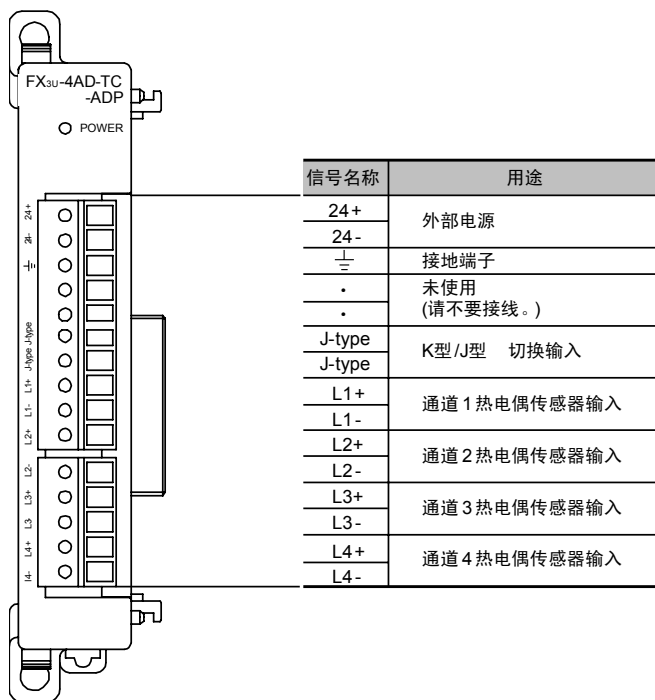 FX3U-4AD-TC
-ADP
POWER
24+
24-
⏚
J-type J-type
L1+
L1-
L2+
L2-
L3+
L3
L4+
l4-
信号名称 用途
24+
24-
外部电源
⏚ 接地端子
·
·
未使用
(请不要接线。)
J-type
J-type
K型/J型 切换输入
L1+
L1-
通道1热电偶传感器输入
L2+
L2-
通道2热电偶传感器输入
L3+
L3-
通道3热电偶传感器输入
L4+
L4-
通道4热电偶传感器输入